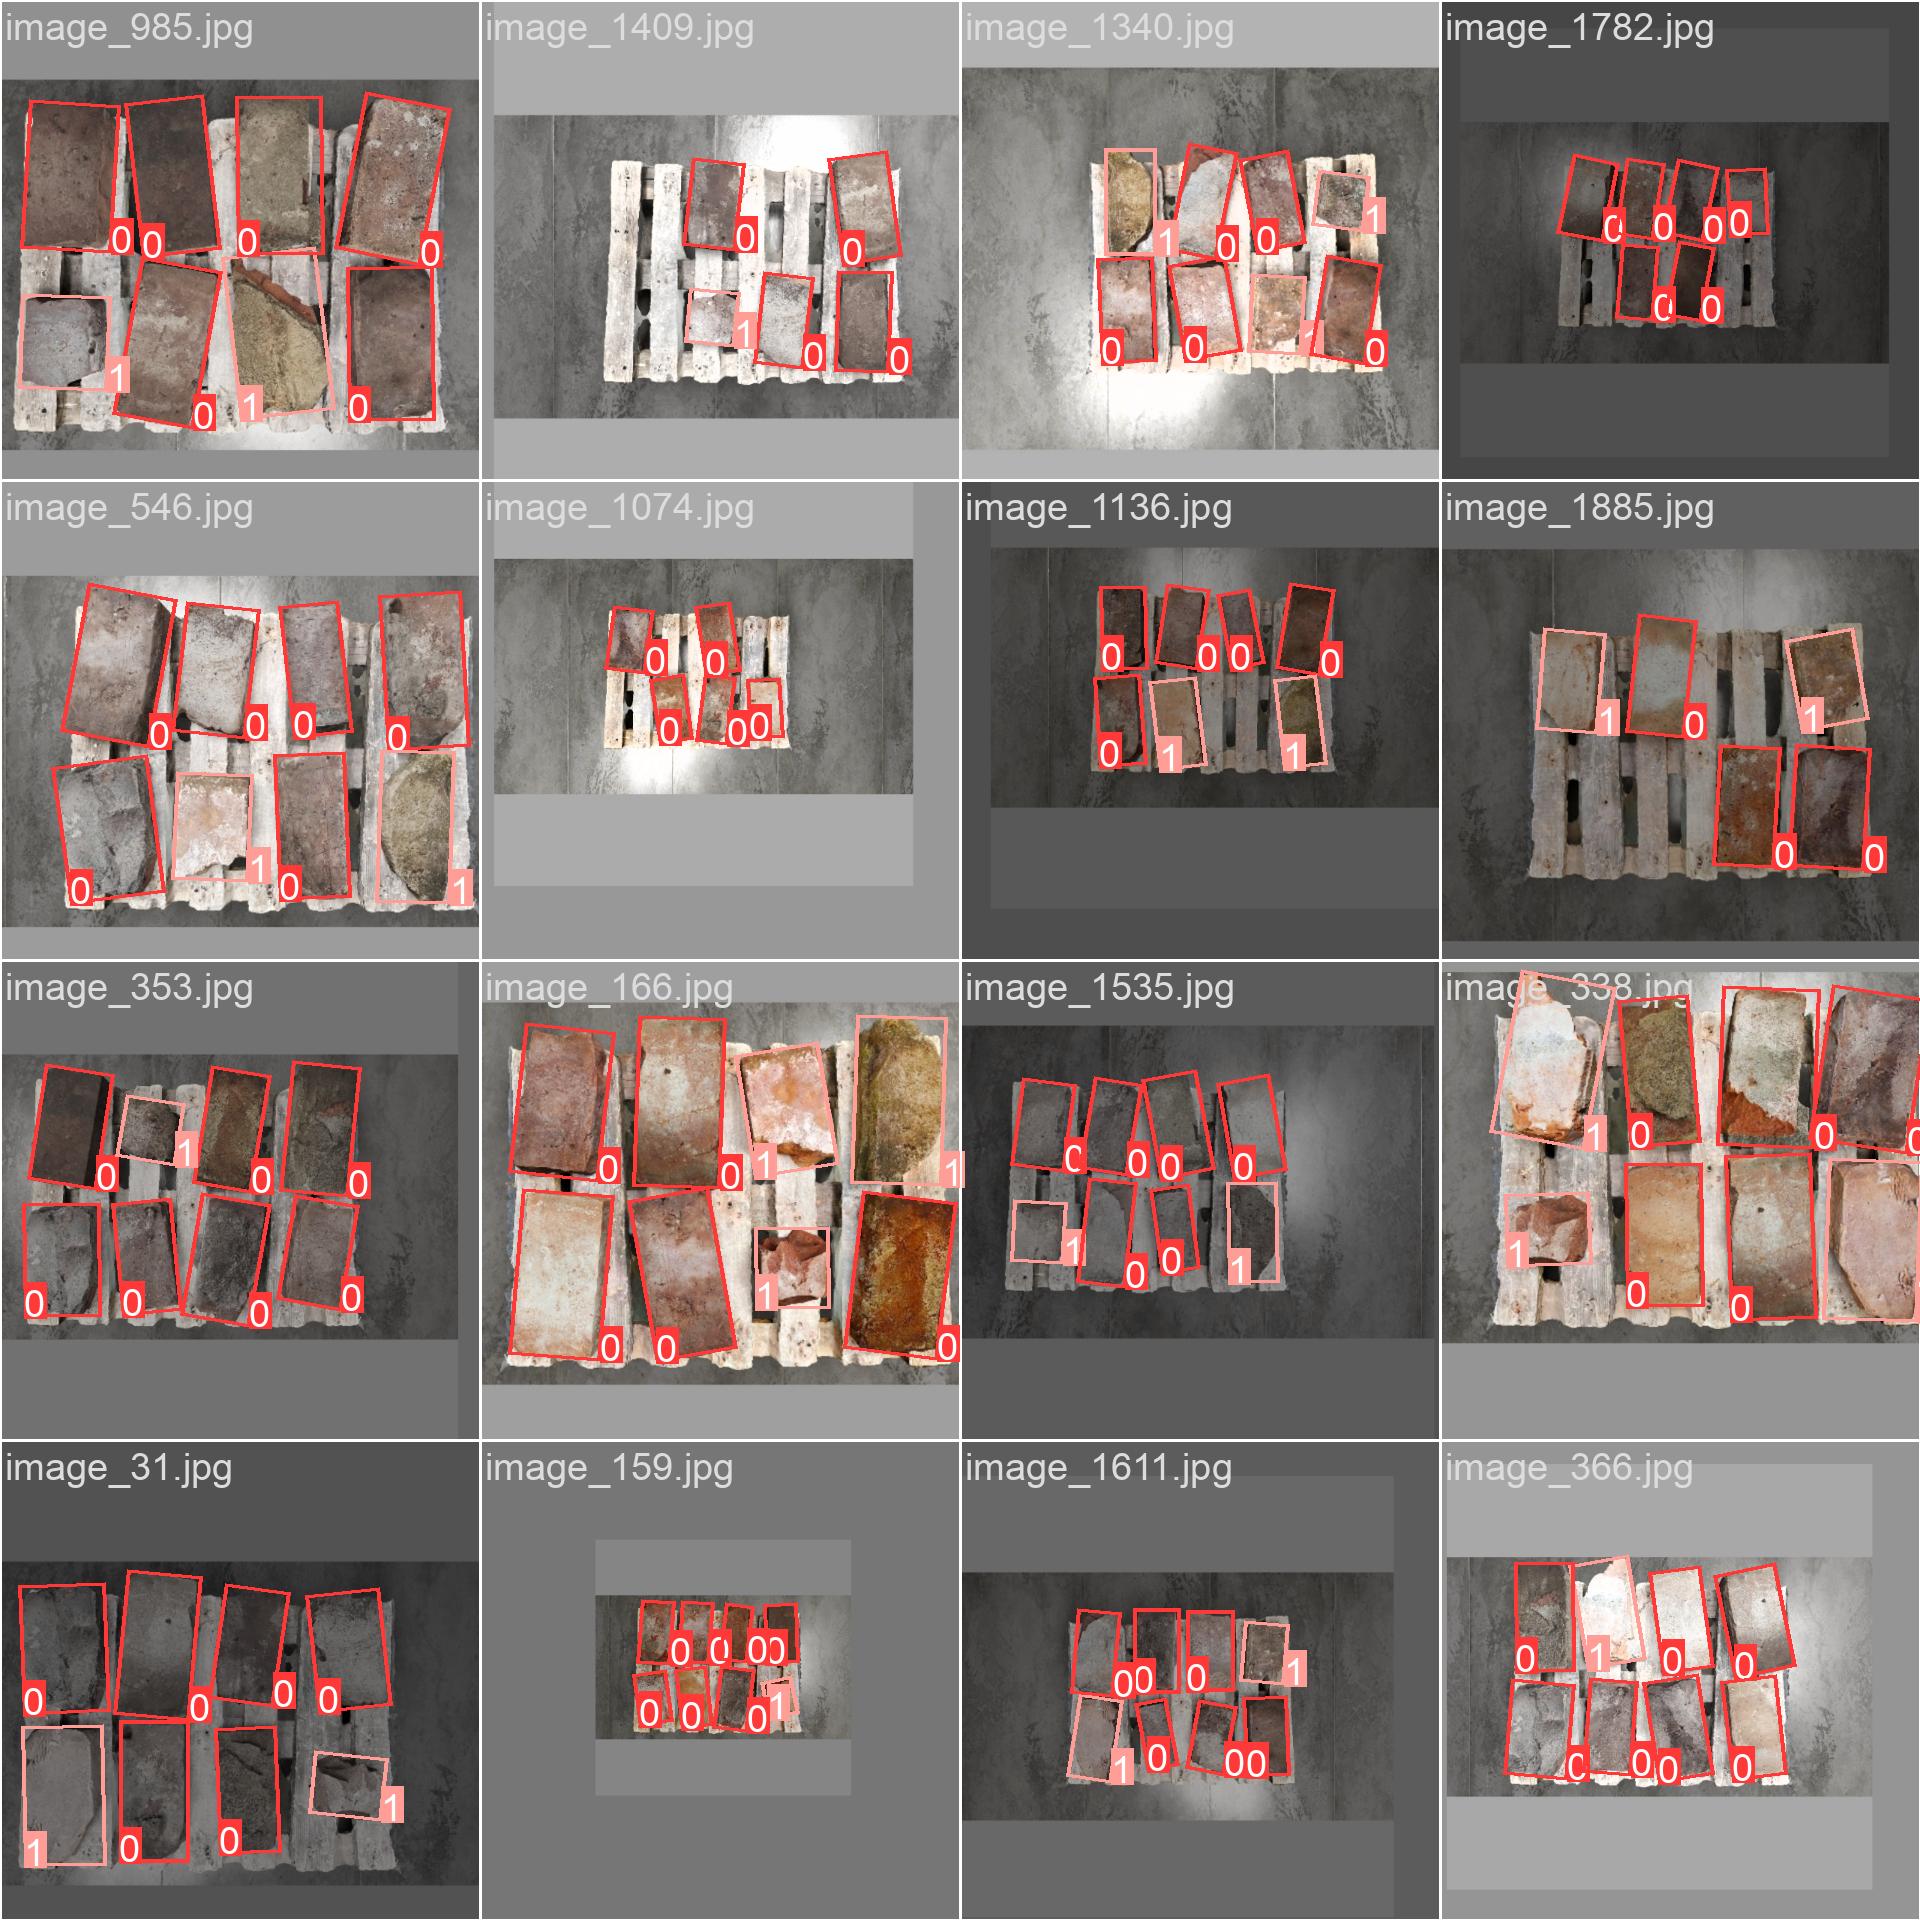 image_985.jpg
image_1409.jpg
image_1340.jpg
image_1782.jpg
0 0 0 0
1 0 1 0
0 0
1 0 0
1 0 0 1
0 0 1 0
0 0 0 0
0 0
image_546.jpg
image_1074.jpg
image_1136.jpg
image_1885.jpg
0 0 0 0
0 1 0 1
0 0
0 0 0
0 0 0 0
0 1 1
1 0 1
0 0
image_353.jpg
image_166.jpg
image_1535.jpg
image_338.jpg
0 1 0 0
0 0 0 0
0 0 1 1
0 0 1 0
0 0 0 0
1 0 0 1
1 0 0 0
1 0 0
image_31.jpg
image_159.jpg
image_1611.jpg
image_366.jpg
0 0 0 0
1 0 0 1
0 0 0 0
0 0 0 1
0 0 0 1
1 0 0 0
0 1 0 0
0 0 0 0